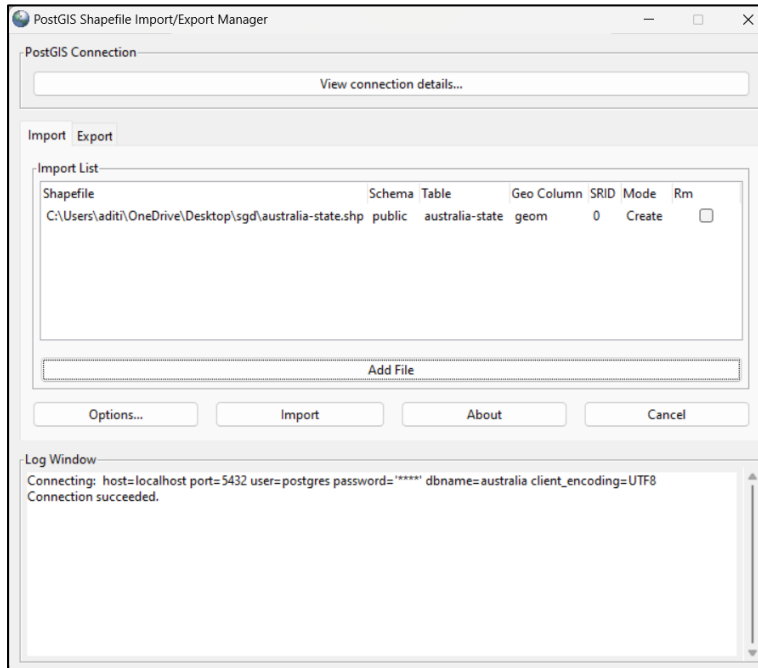 PostGIS Shapefile Import/Export Manager
PostGIS Connection
View connection details...
Import Export
Import List
Shapefile Schema Table Geo Column SRID Mode Rm
C:\Users\aditi\OneDrive\Desktop\sgd\australia-state.shp public australia-state geom 0 Create
Add File
Options... Import About Cancel
Log Window
Connecting: host=localhost port=5432 user=postgres password='****' dbname=australia client_encoding=UTF8
Connection succeeded.